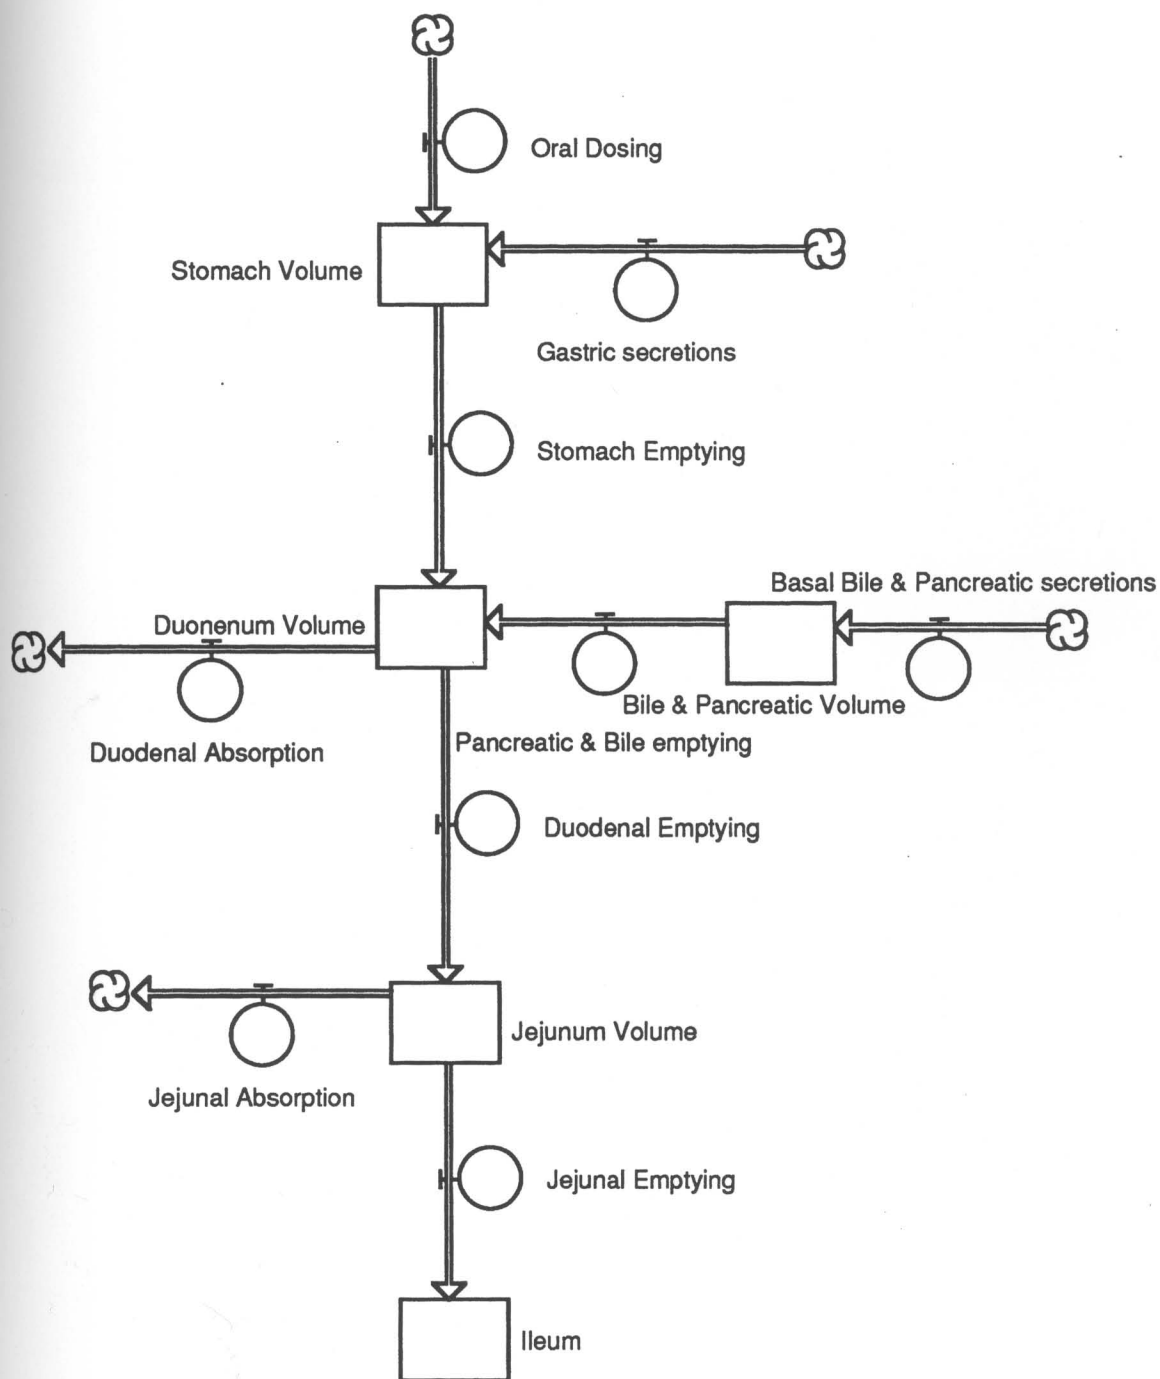 Oral Dosing
Stomach Volume
Gastric secretions
Stomach Emptying
Basal Bile & Pancreatic secretions
Duonenum Volume
Bile & Pancreatic Volume
Pancreatic & Bile emptying
Duodenal Absorption
Duodenal Emptying
Jejunum Volume
Jejunal Absorption
Jejunal Emptying
Ileum